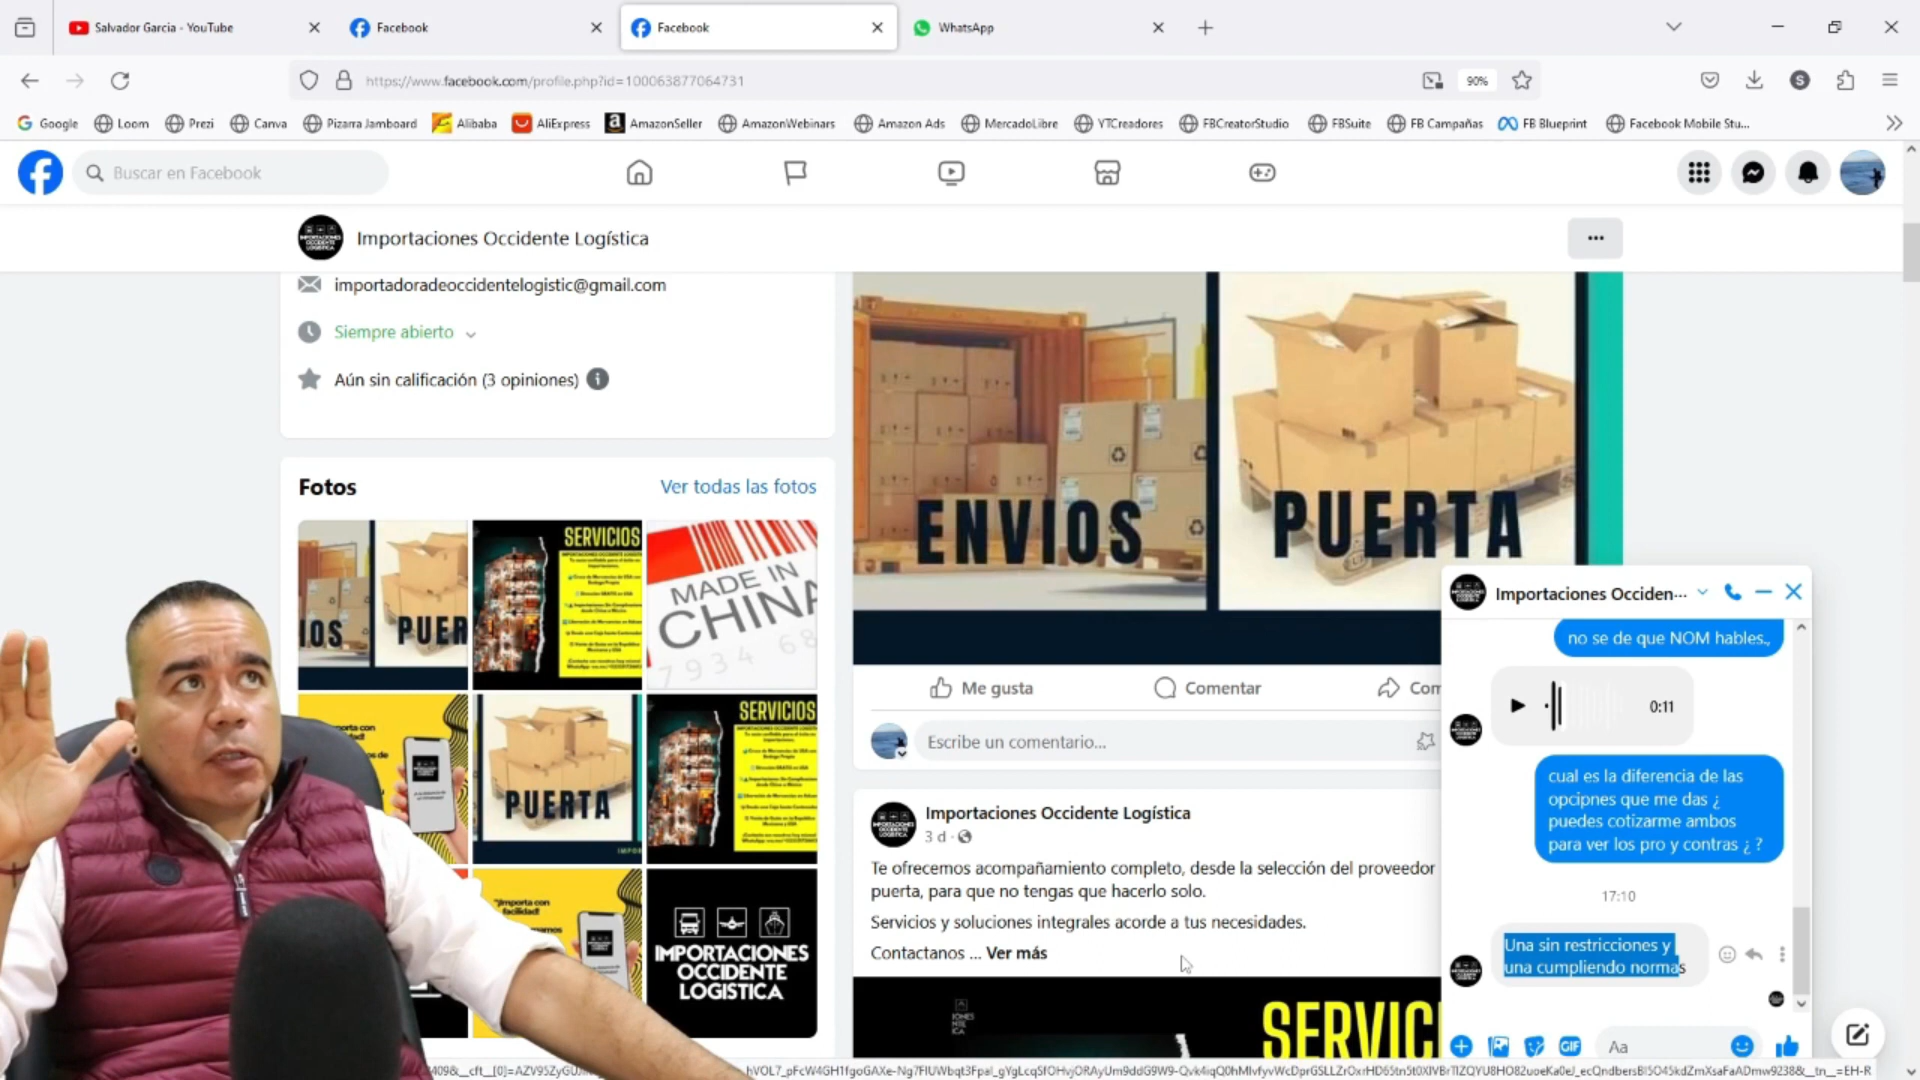 Salvador Garcia - YouTube
Facebook
Facebook
WhatsApp
https://www.facebook.com/profile.php?id=100063877064731
90%
S
Google
Loom
Prezi
Canva
Pizarra Jamboard
Alibaba
AliExpress
AmazonSeller
AmazonWebinars
Amazon Ads
MercadoLibre
YTCreadores
FBCreatorStudio
FBSuite
FB Campañas
FB Blueprint
Facebook Mobile Stu...
Buscar en Facebook
Importaciones Occidente Logística
importadoradeoccidentelogistic@gmail.com
Siempre abierto
Aún sin calificación (3 opiniones)
Fotos
Ver todas las fotos
IOS
PUER
SERVICIOS
MADE IN
CHINA
7934 68
PUERTA
SERVICIOS
IMPORTACIONES
OCCIDENTE
LOGISTICA
ENVIOS
PUERTA
Me gusta
Comentar
Com
Escribe un comentario...
Importaciones Occidente Logística
3 d
Te ofrecemos acompañamiento completo, desde la selección del proveedor
puerta, para que no tengas que hacerlo solo.
Servicios y soluciones integrales acorde a tus necesidades.
Contactanos ... Ver más
SERVIC
Importaciones Occiden...
no se de que NOM hables.,
0:11
cual es la diferencia de las
opcipnes que me das ¿
puedes cotizarme ambos
para ver los pro y contras ¿ ?
17:10
Una sin restricciones y
una cumpliendo normas
GIF
Aa